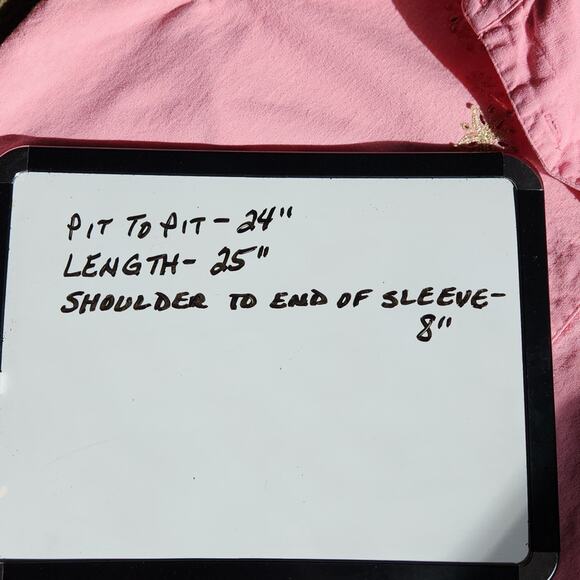 PIT TO PIT - 24"
LENGTH - 25"
SHOULDER TO END OF SLEEVE -
8"